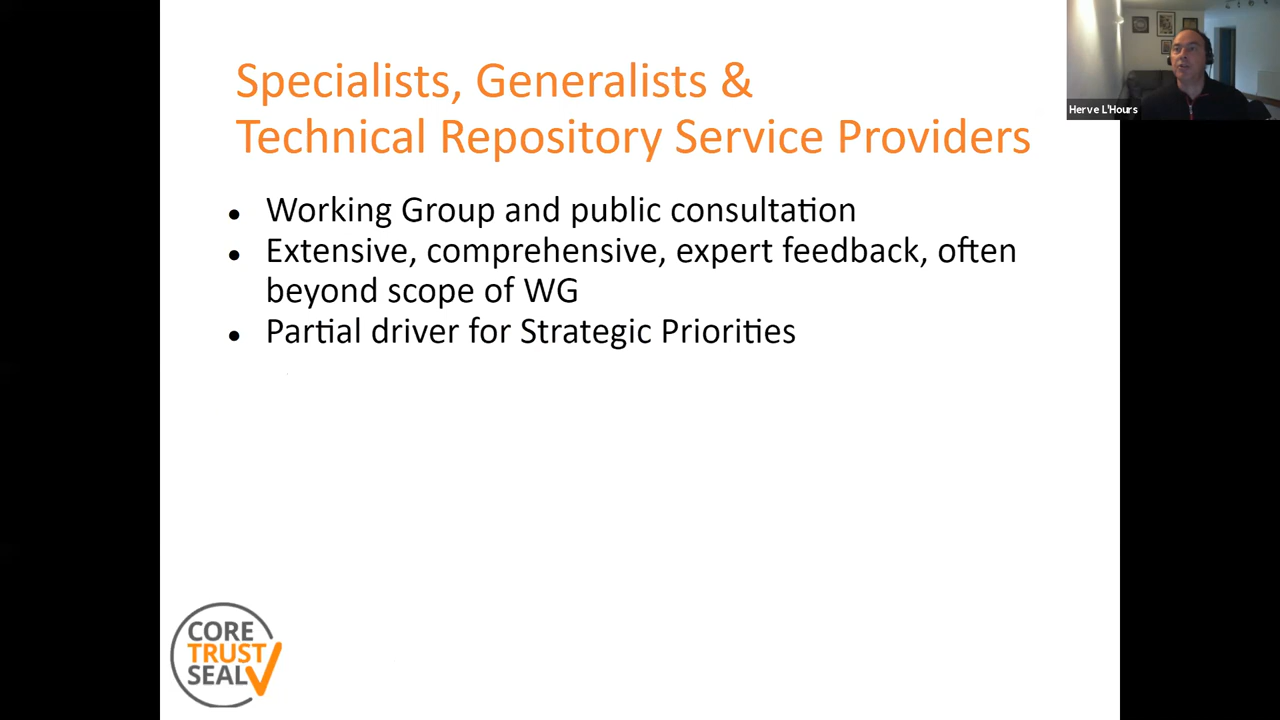 Specialists, Generalists &
Technical Repository Service Providers
Herve L'Hours
• Working Group and public consultation
• Extensive, comprehensive, expert feedback, often
beyond scope of WG
• Partial driver for Strategic Priorities
CORE
TRUST
SEAL